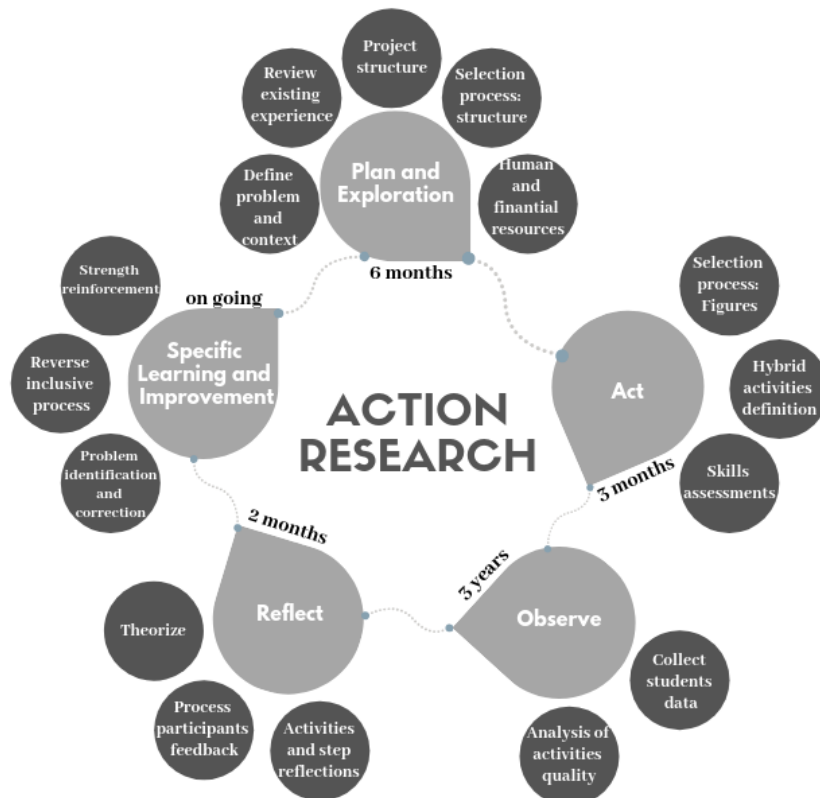 Project
structure
Review
existing
experience
Selection
process:
structure
Define
problem
and
context
Plan and
Exploration
Human
and
finantial
resources
6 months
Strength
reinforcement
on going
Selection
process:
Figures
Reverse
inclusive
process
Specific
Learning and
Improvement
Act
Hybrid
activities
definition
ACTION
RESEARCH
Problem
identification
and
correction
3 months
Skills
assessments
2 months
3 years
Reflect
Observe
Theorize
Collect
students
data
Process
participants
feedback
Activities
and step
reflections
Analysis of
activities
quality